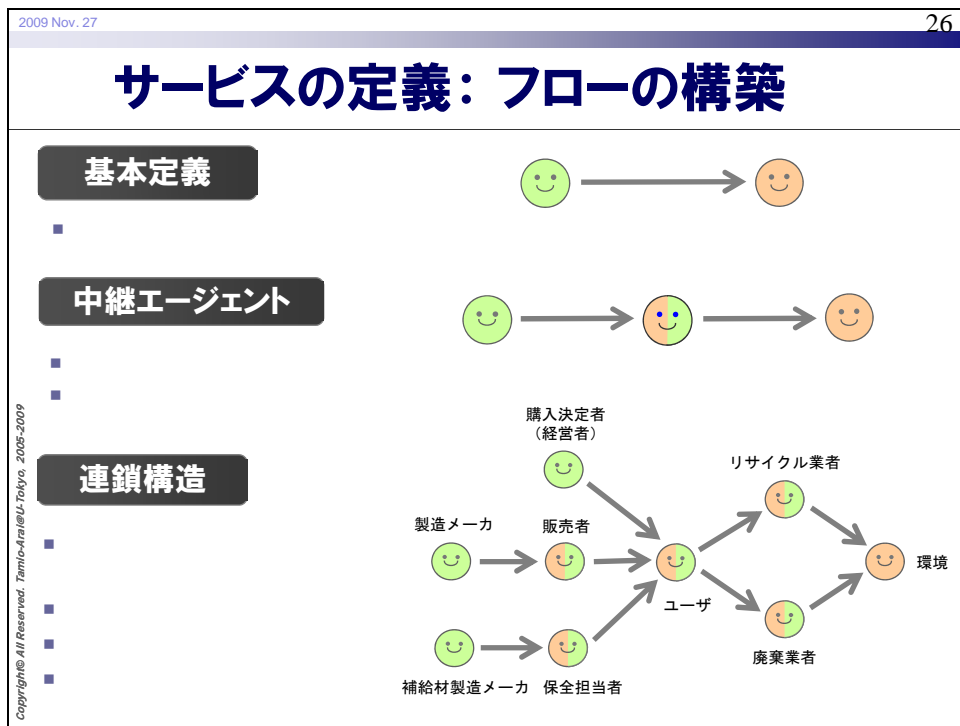 2009 Nov. 27
26
サービスの定義: フローの構築
基本定義
中継エージェント
連鎖構造
購入決定者
(経営者)
リサイクル業者
製造メーカ
販売者
環境
ユーザ
廃棄業者
補給材製造メーカ
保全担当者
Copyright© All Reserved. Tamio-Arai@U-Tokyo, 2005-2009